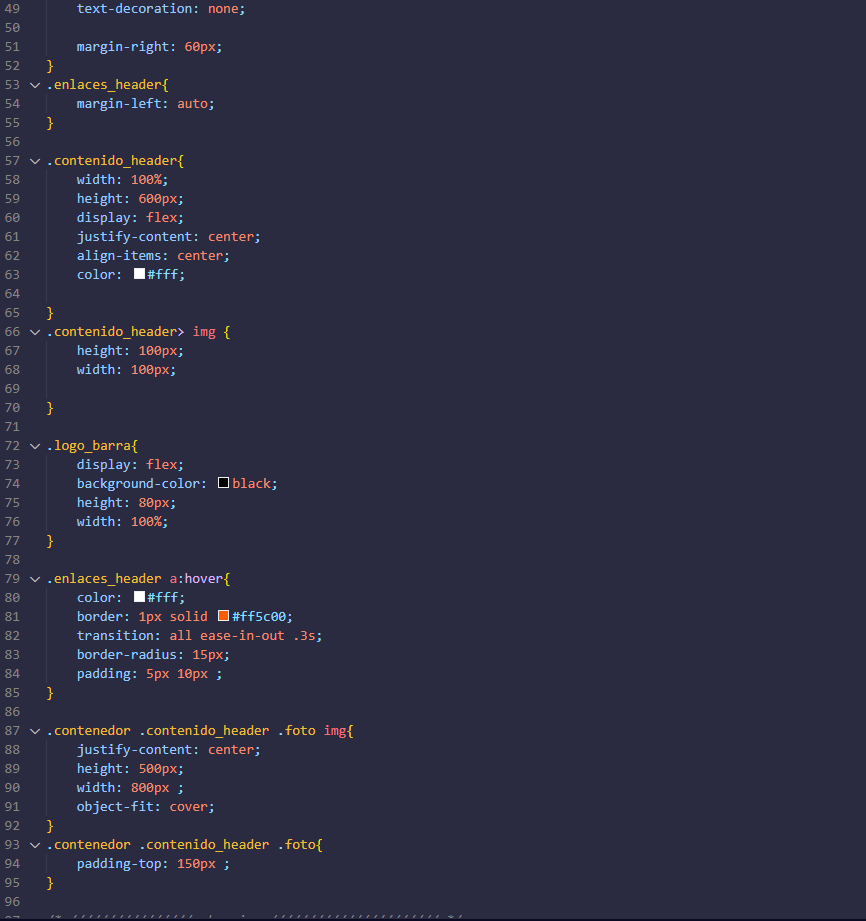 49 text-decoration: none;
50
51 margin-right: 60px;
52 }
53 .enlaces_header{
54 margin-left: auto;
55 }
56
57 .contenido_header{
58 width: 100%;
59 height: 600px;
60 display: flex;
61 justify-content: center;
62 align-items: center;
63 color: #fff;
64
65 }
66 .contenido_header> img {
67 height: 100px;
68 width: 100px;
69
70 }
71
72 .logo_barra{
73 display: flex;
74 background-color: black;
75 height: 80px;
76 width: 100%;
77 }
78
79 .enlaces_header a:hover{
80 color: #fff;
81 border: 1px solid #ff5c00;
82 transition: all ease-in-out .3s;
83 border-radius: 15px;
84 padding: 5px 10px ;
85 }
86
87 .contenedor .contenido_header .foto img{
88 justify-content: center;
89 height: 500px;
90 width: 800px ;
91 object-fit: cover;
92 }
93 .contenedor .contenido_header .foto{
94 padding-top: 150px ;
95 }
96